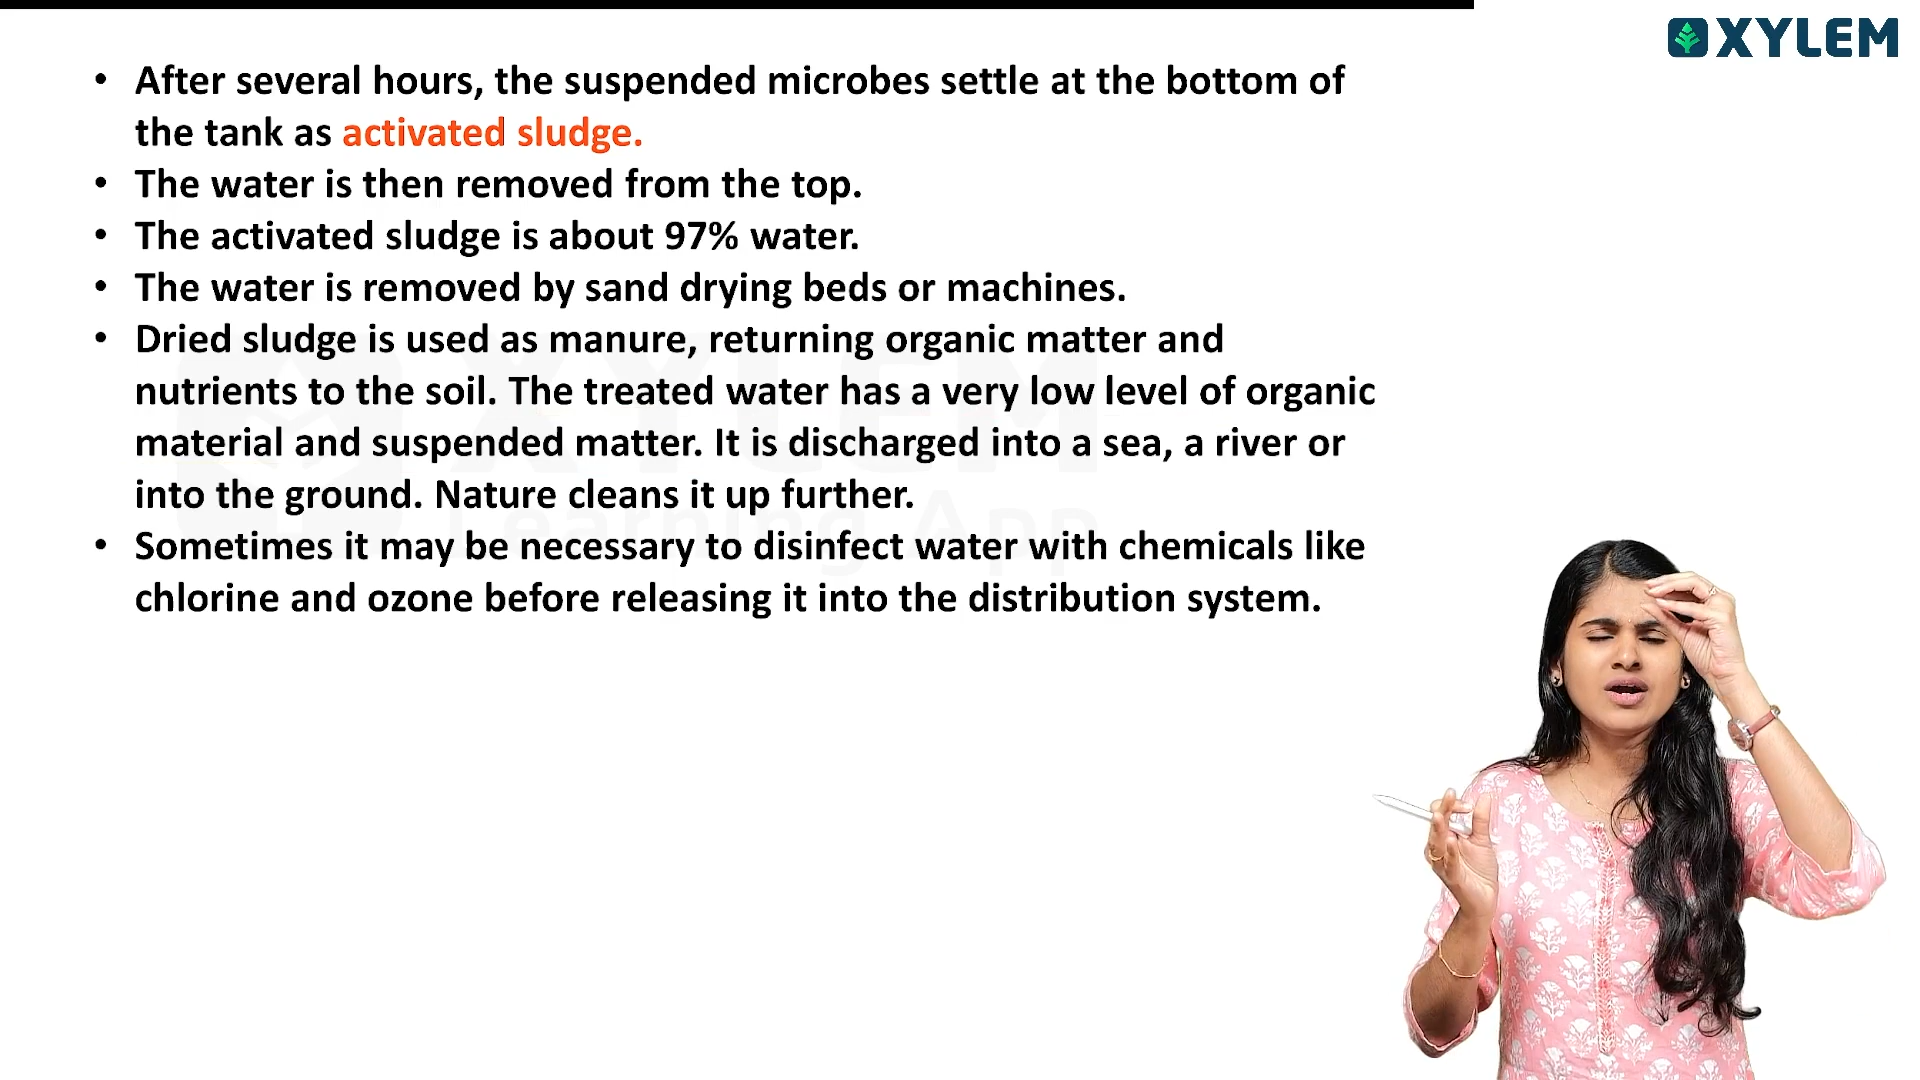 XYLEM
• After several hours, the suspended microbes settle at the bottom of
the tank as activated sludge.
• The water is then removed from the top.
• The activated sludge is about 97% water.
• The water is removed by sand drying beds or machines.
• Dried sludge is used as manure, returning organic matter and
nutrients to the soil. The treated water has a very low level of organic
material and suspended matter. It is discharged into a sea, a river or
into the ground. Nature cleans it up further.
• Sometimes it may be necessary to disinfect water with chemicals like
chlorine and ozone before releasing it into the distribution system.
XYLEM
Learning App